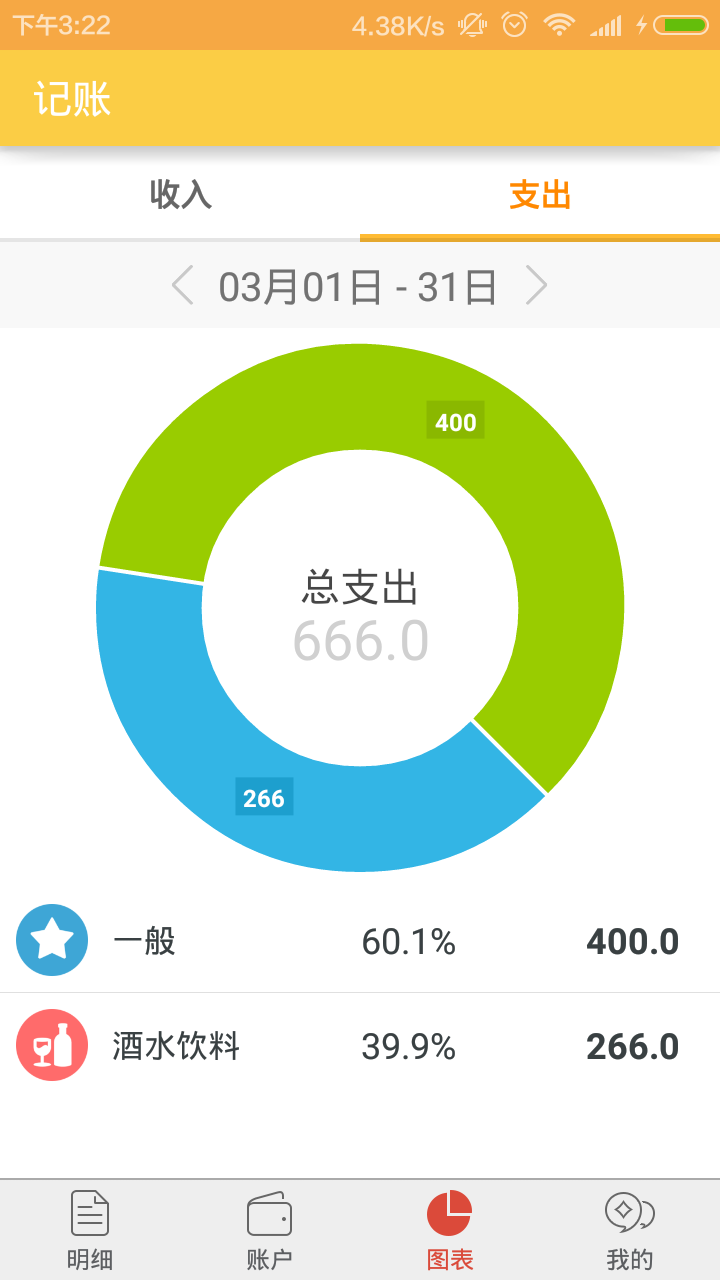 下午3:22 4.38K/s
记账
收入 支出
03月01日 - 31日
400
总支出
666.0
266
一般 60.1% 400.0
酒水饮料 39.9% 266.0
明细 账户 图表 我的